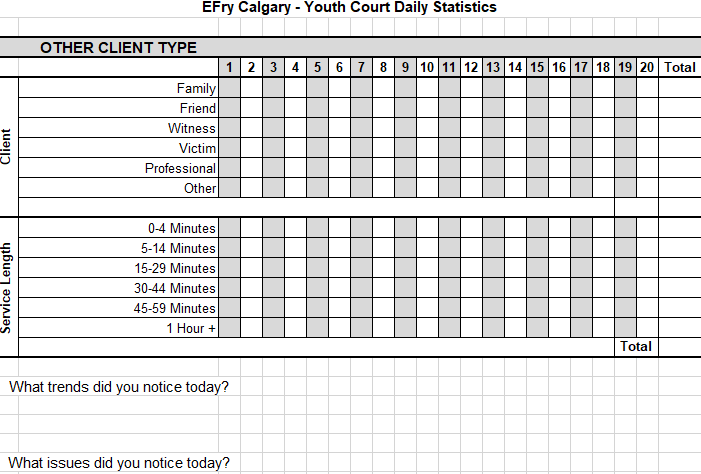 EFry Calgary - Youth Court Daily Statistics
OTHER CLIENT TYPE
1 2 3 4 5 6 7 8 9 10 11 12 13 14 15 16 17 18 19 20 Total
Client
Family
Friend
Witness
Victim
Professional
Other
Service Length
0-4 Minutes
5-14 Minutes
15-29 Minutes
30-44 Minutes
45-59 Minutes
1 Hour +
Total
What trends did you notice today?
What issues did you notice today?